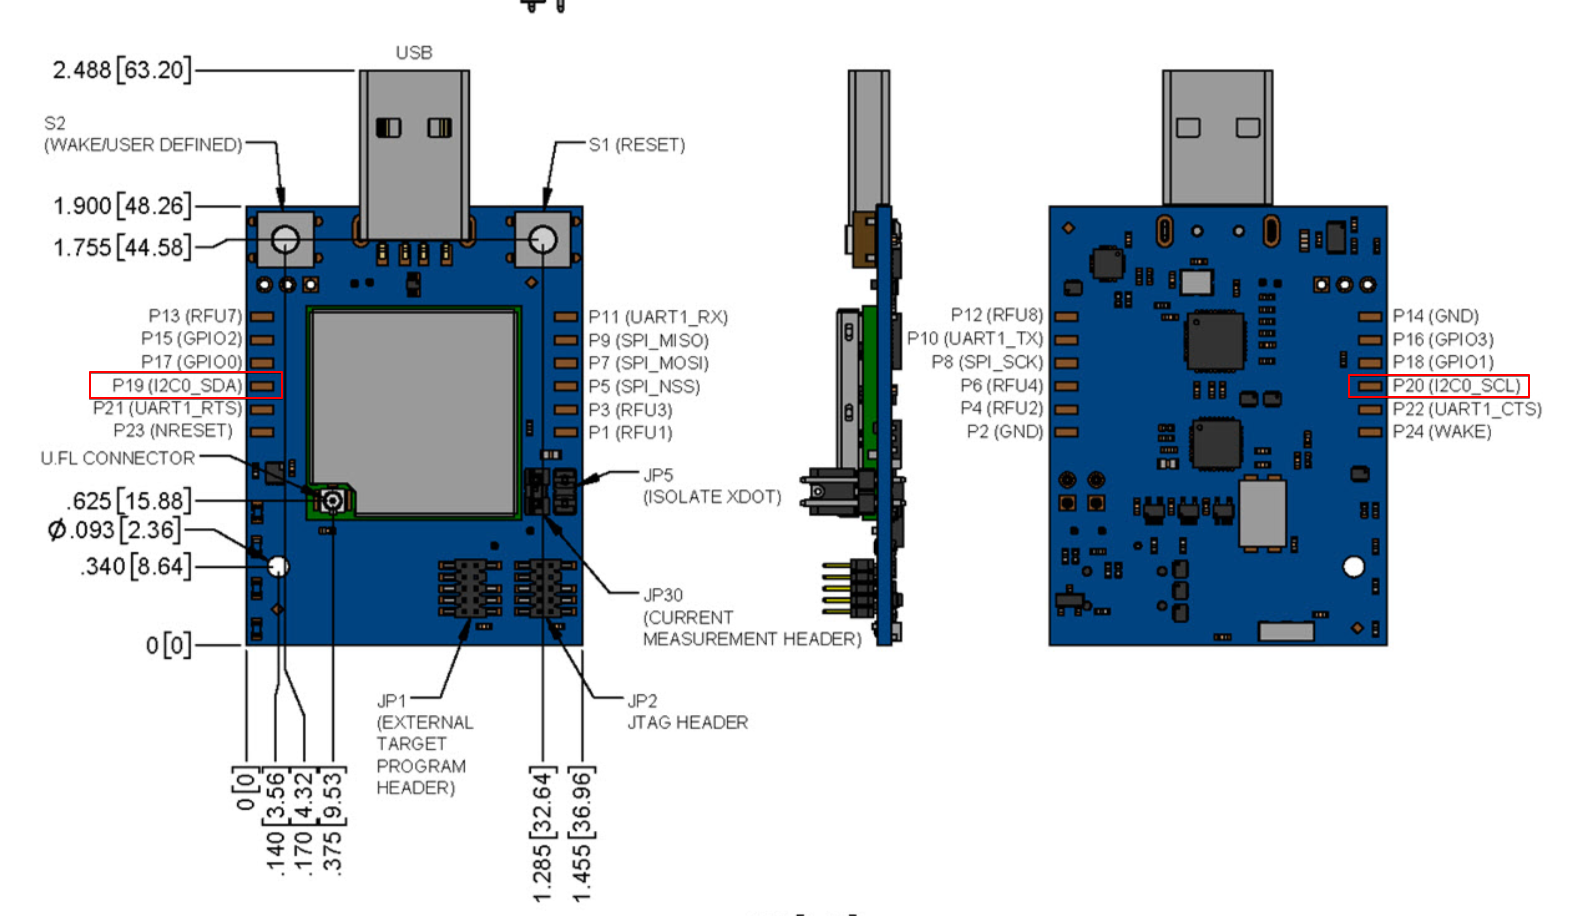 USB
2.488[63.20]
S2
(WAKE/USER DEFINED)
S1 (RESET)
1.900[48.26]
1.755[44.58]
P13 (RFU7)
P15 (GPIO2)
P17 (GPIO0)
P19 (I2C0_SDA)
P21 (UART1_RTS)
P23 (NRESET)
P11 (UART1_RX)
P9 (SPI_MISO)
P7 (SPI_MOSI)
P5 (SPI_NSS)
P3 (RFU3)
P1 (RFU1)
U.FL CONNECTOR
.625[15.88]
Ø.093[2.36]
.340[8.64]
0[0]
JP5
(ISOLATE XDOT)
JP30
(CURRENT
MEASUREMENT HEADER)
JP1
(EXTERNAL
TARGET
PROGRAM
HEADER)
JP2
JTAG HEADER
0[0]
.140[3.56]
.170[4.32]
.375[9.53]
1.285[32.64]
1.455[36.96]
P12 (RFU8)
P10 (UART1_TX)
P8 (SPI_SCK)
P6 (RFU4)
P4 (RFU2)
P2 (GND)
P14 (GND)
P16 (GPIO3)
P18 (GPIO1)
P20 (I2C0_SCL)
P22 (UART1_CTS)
P24 (WAKE)